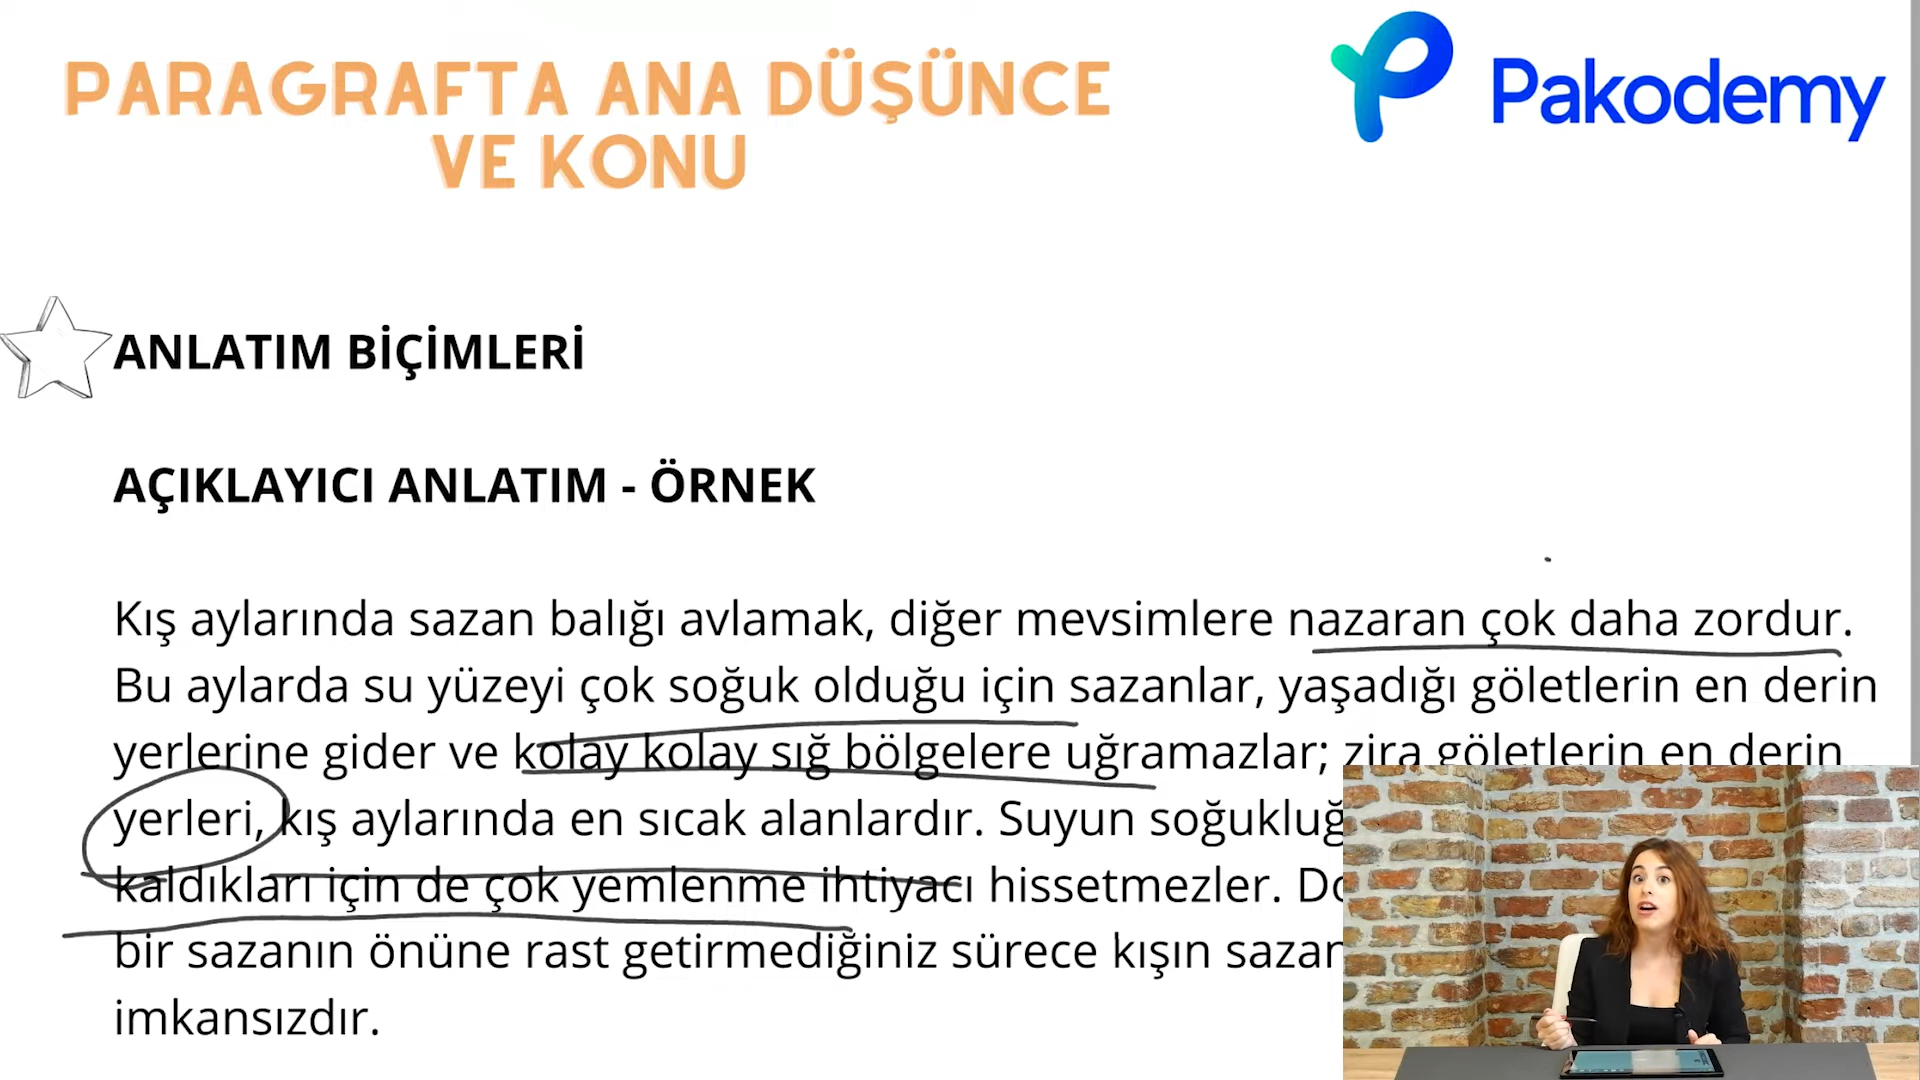 PARAGRAFTA ANA DÜŞÜNCE
VE KONU
Pakodemy
ANLATIM BİÇİMLERİ
AÇIKLAYICI ANLATIM - ÖRNEK
Kış aylarında sazan balığı avlamak, diğer mevsimlere nazaran çok daha zordur.
Bu aylarda su yüzeyi çok soğuk olduğu için sazanlar, yaşadığı göletlerin en derin
yerlerine gider ve kolay kolay sığ bölgelere uğramazlar; zira göletlerin en derin
yerleri, kış aylarında en sıcak alanlardır. Suyun
kaldıkları için de çok yemlenme ihtiyacı hissetmezler.
bir sazanın önüne rast getirmediğiniz sürece kışın
imkansızdır.